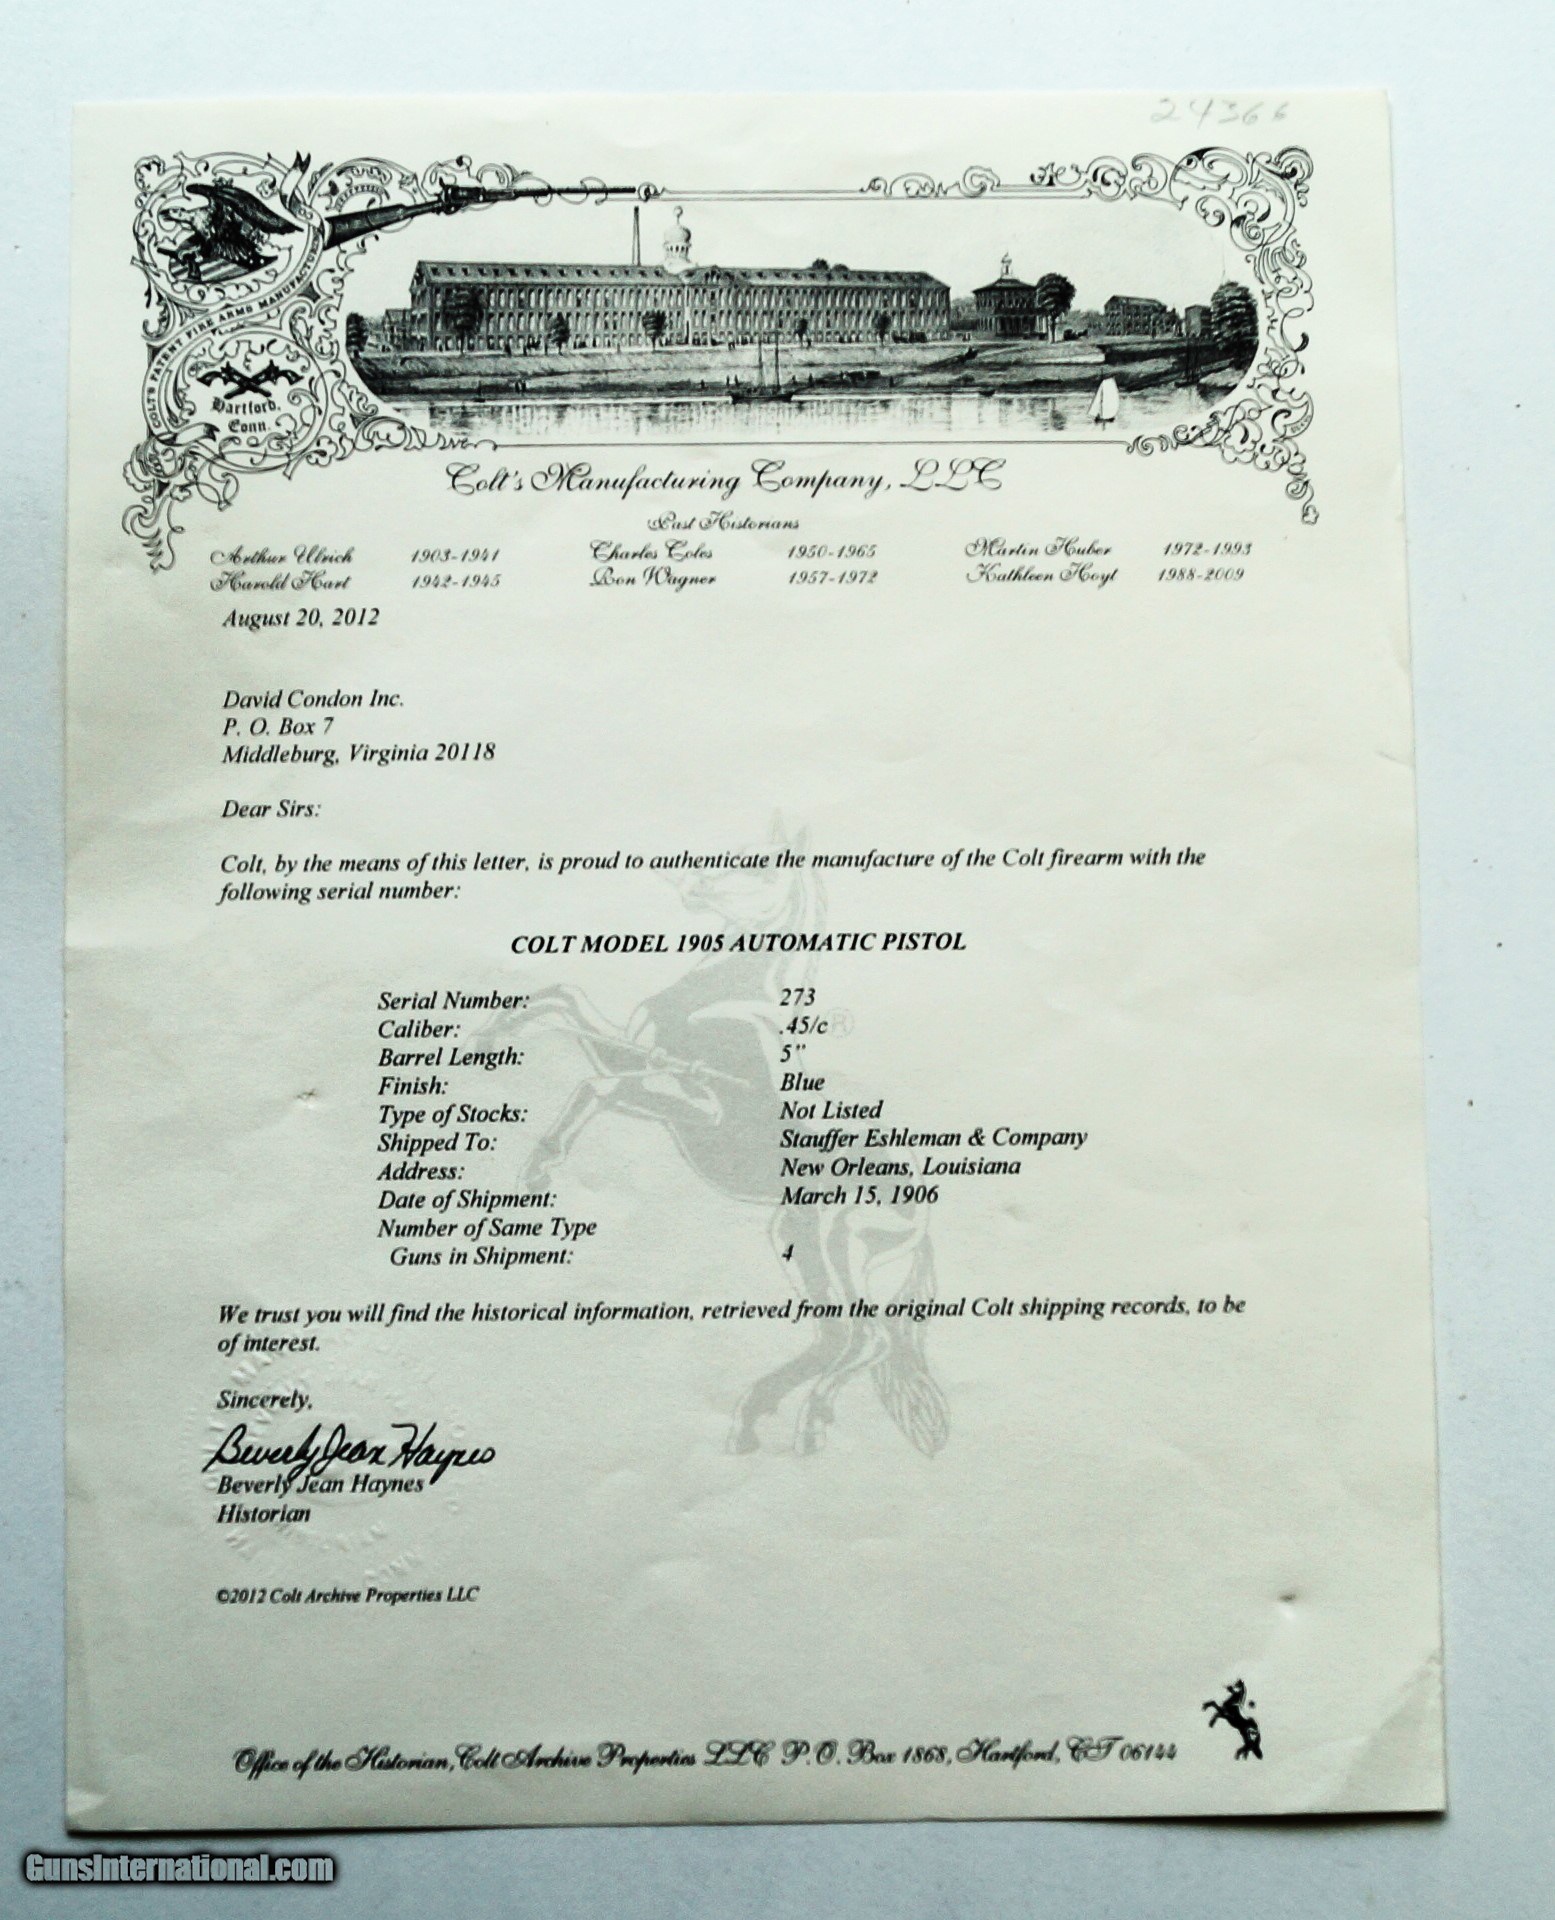 24366
COLT'S PATENT FIRE ARMS MANUFACTURING CO
Hartford,
Conn.
Colt's Manufacturing Company, LLC
Past Historians
Arthur Ulrich 1903-1941 Charles Coles 1950-1965 Martin Huber 1972-1993
Harold Hart 1942-1945 Ron Wagner 1957-1972 Kathleen Hoyt 1988-2009
August 20, 2012
David Condon Inc.
P. O. Box 7
Middleburg, Virginia 20118
Dear Sirs:
Colt, by the means of this letter, is proud to authenticate the manufacture of the Colt firearm with the
following serial number:
COLT MODEL 1905 AUTOMATIC PISTOL
Serial Number: 273
Caliber: .45/c
Barrel Length: 5"
Finish: Blue
Type of Stocks: Not Listed
Shipped To: Stauffer Eshleman & Company
Address: New Orleans, Louisiana
Date of Shipment: March 15, 1906
Number of Same Type
Guns in Shipment: 4
®
We trust you will find the historical information, retrieved from the original Colt shipping records, to be
of interest.
Sincerely,
Beverly Jean Haynes
Beverly Jean Haynes
Historian
©2012 Colt Archive Properties LLC
Office of the Historian, Colt Archive Properties LLC P.O. Box 1868, Hartford, CT 06144
GunsInternational.com